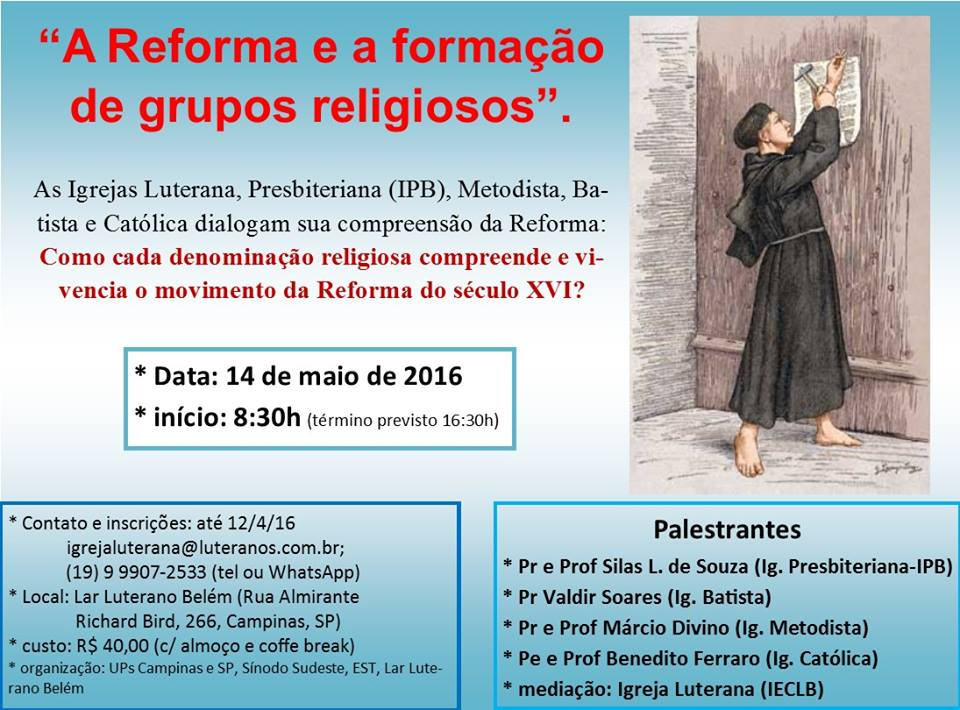 “A Reforma e a formação
de grupos religiosos”.
As Igrejas Luterana, Presbiteriana (IPB), Metodista, Ba-
tista e Católica dialogam sua compreensão da Reforma:
Como cada denominação religiosa compreende e vi-
vencia o movimento da Reforma do século XVI?
* Data: 14 de maio de 2016
* início: 8:30h (término previsto 16:30h)
* Contato e inscrições: até 12/4/16
igrejaluterana@luteranos.com.br;
(19) 9 9907-2533 (tel ou WhatsApp)
* Local: Lar Luterano Belém (Rua Almirante
Richard Bird, 266, Campinas, SP)
* custo: R$ 40,00 (c/ almoço e coffe break)
* organização: UPs Campinas e SP, Sínodo Sudeste, EST, Lar Lute-
rano Belém
Palestrantes
* Pr e Prof Silas L. de Souza (Ig. Presbiteriana-IPB)
* Pr Valdir Soares (Ig. Batista)
* Pr e Prof Márcio Divino (Ig. Metodista)
* Pe e Prof Benedito Ferraro (Ig. Católica)
* mediação: Igreja Luterana (IECLB)